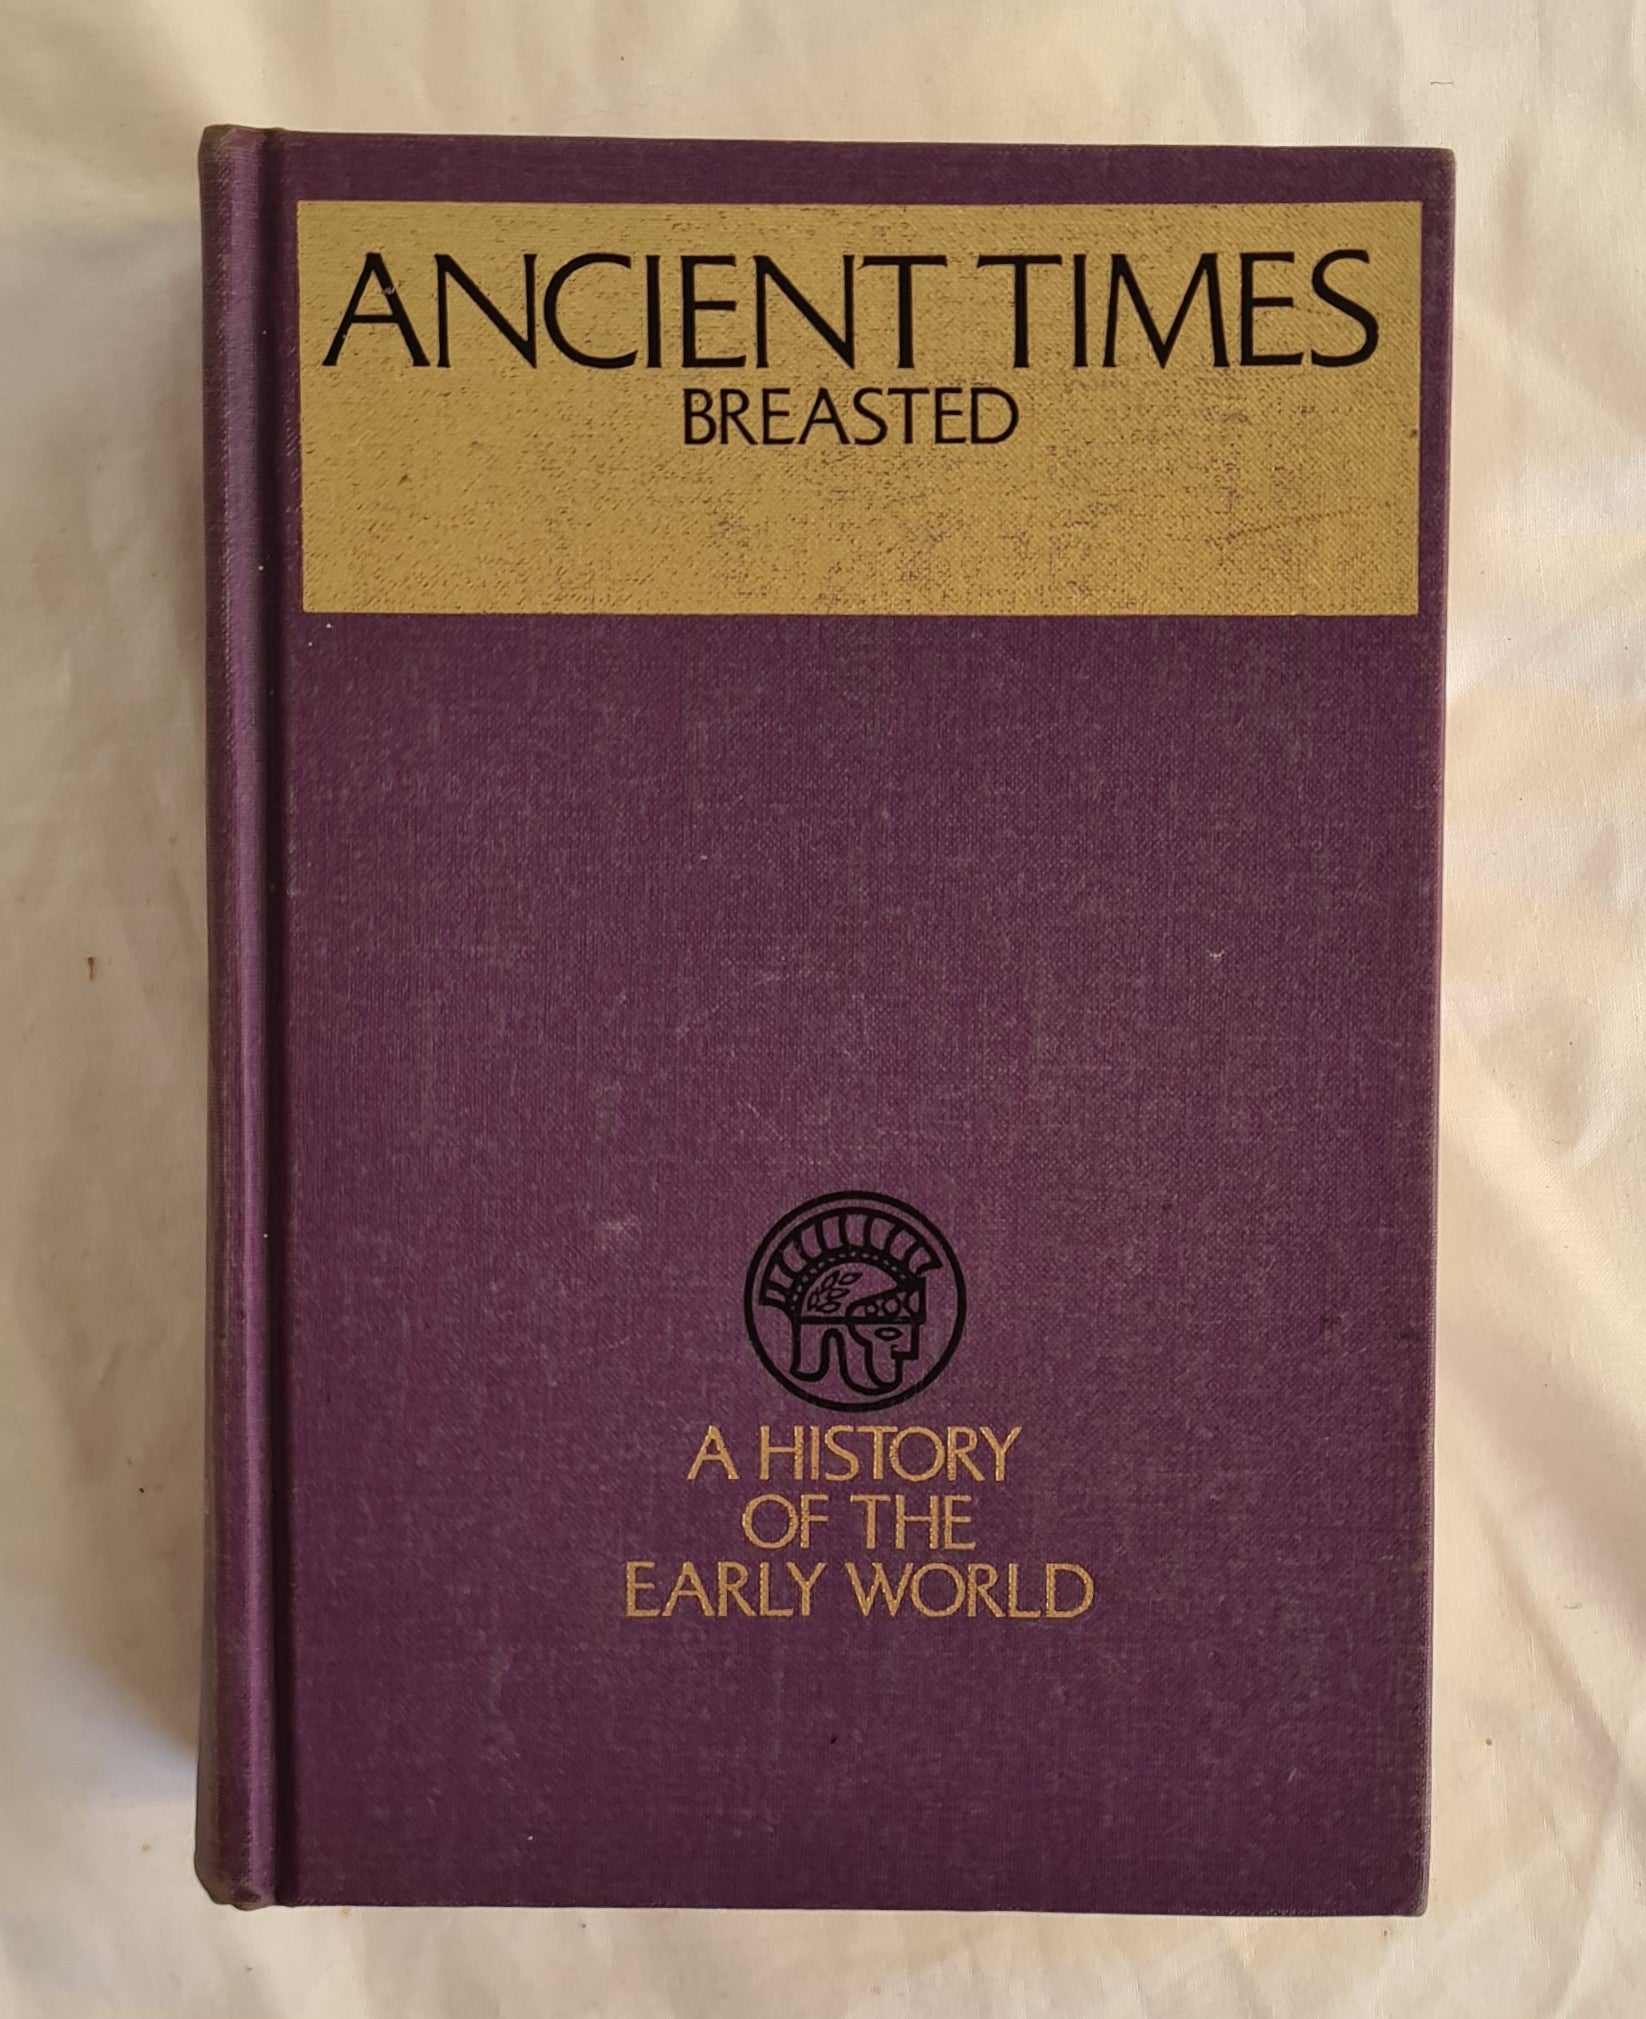 ANCIENT TIMES
BREASTED
A HISTORY
OF THE
EARLY WORLD